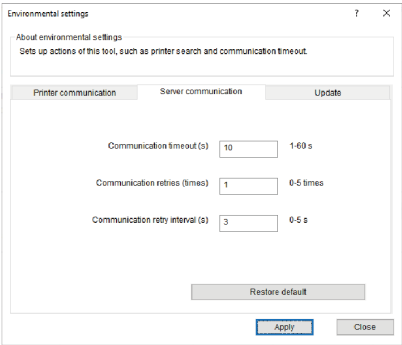 Environmental settings ? ×
About environmental settings
Sets up actions of this tool, such as printer search and communication timeout.
Printer communication Server communication Update
Communication timeout (s) 10 1-60 s
Communication retries (times) 1 0-5 times
Communication retry interval (s) 3 0-5 s
Restore default
Apply Close